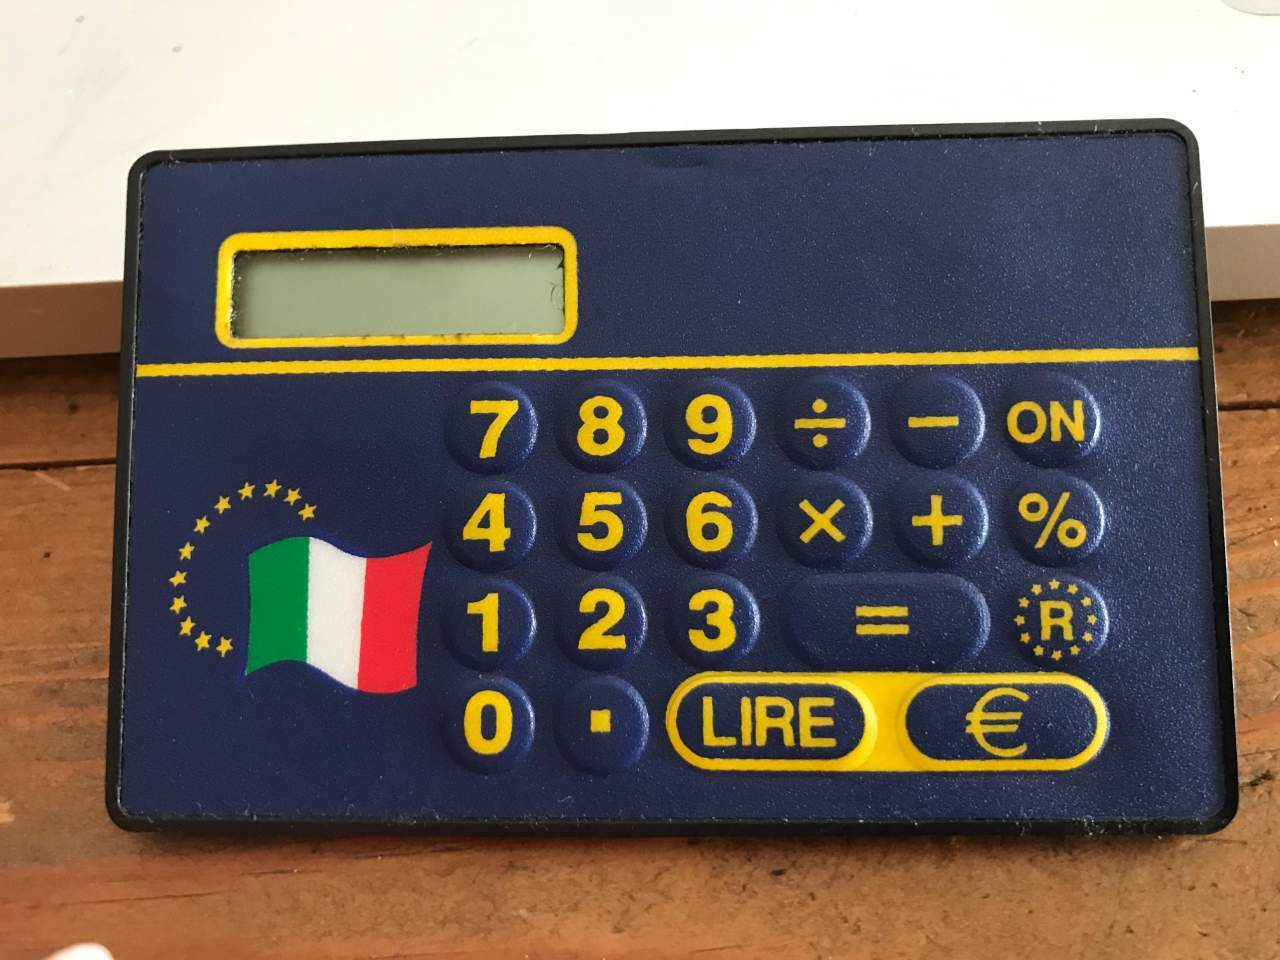 7 8 9 ÷ − ON
4 5 6 × + %
1 2 3 = R
0 . LIRE €